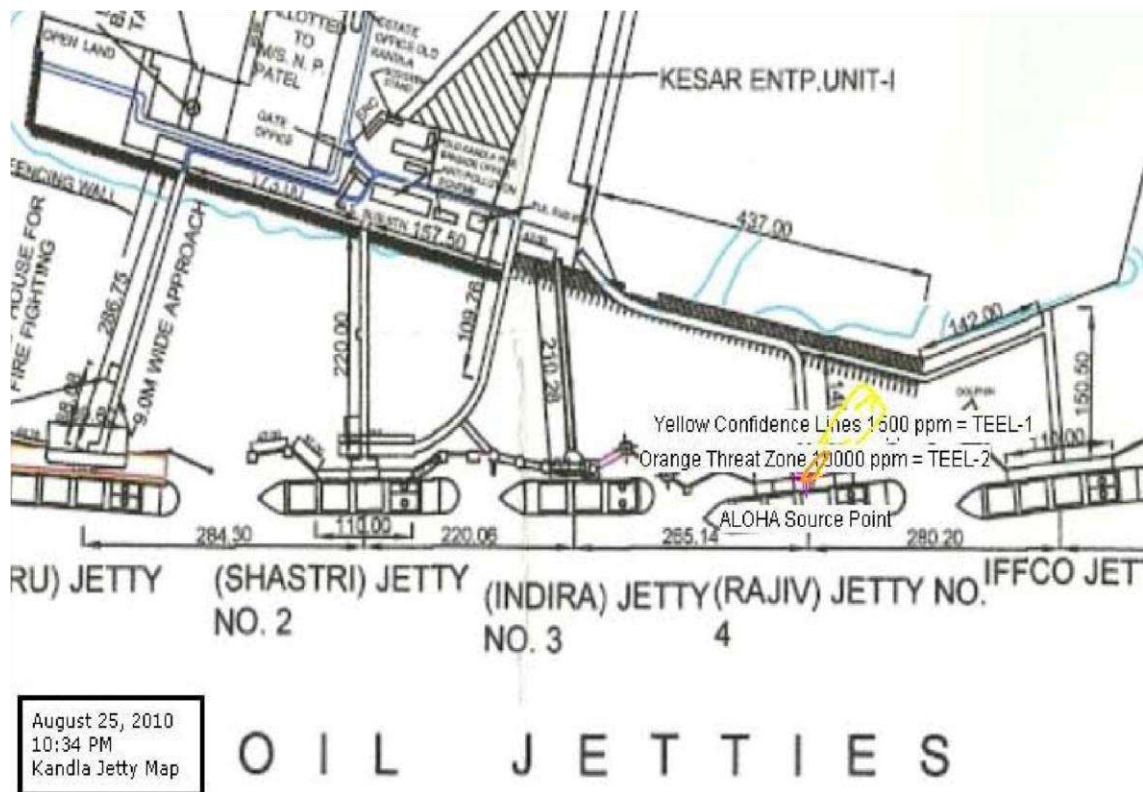 ALLOTTED
TO
M/S. N. P.
PATEL
ESTATE
OFFICE OLD
KANDLA
OPEN LAND
KESAR ENTP.UNIT-I
GATE
OFFICE
FENCING WALL
173.00
157.50
437.00
HOUSE FOR
FIRE FIGHTING
286.75
9.0M WIDE APPROACH
220.00
109.76
210.28
142.00
150.50
DOLPHIN
Yellow Confidence Lines 1500 ppm = TEEL-1
Orange Threat Zone 10000 ppm = TEEL-2
110.00
ALOHA Source Point
110.00
284.30
220.06
265.14
280.20
RU) JETTY
(SHASTRI) JETTY
NO. 2
(INDIRA) JETTY
NO. 3
(RAJIV) JETTY NO.
4
IFFCO JET
August 25, 2010
10:34 PM
Kandla Jetty Map
OIL JETTIES